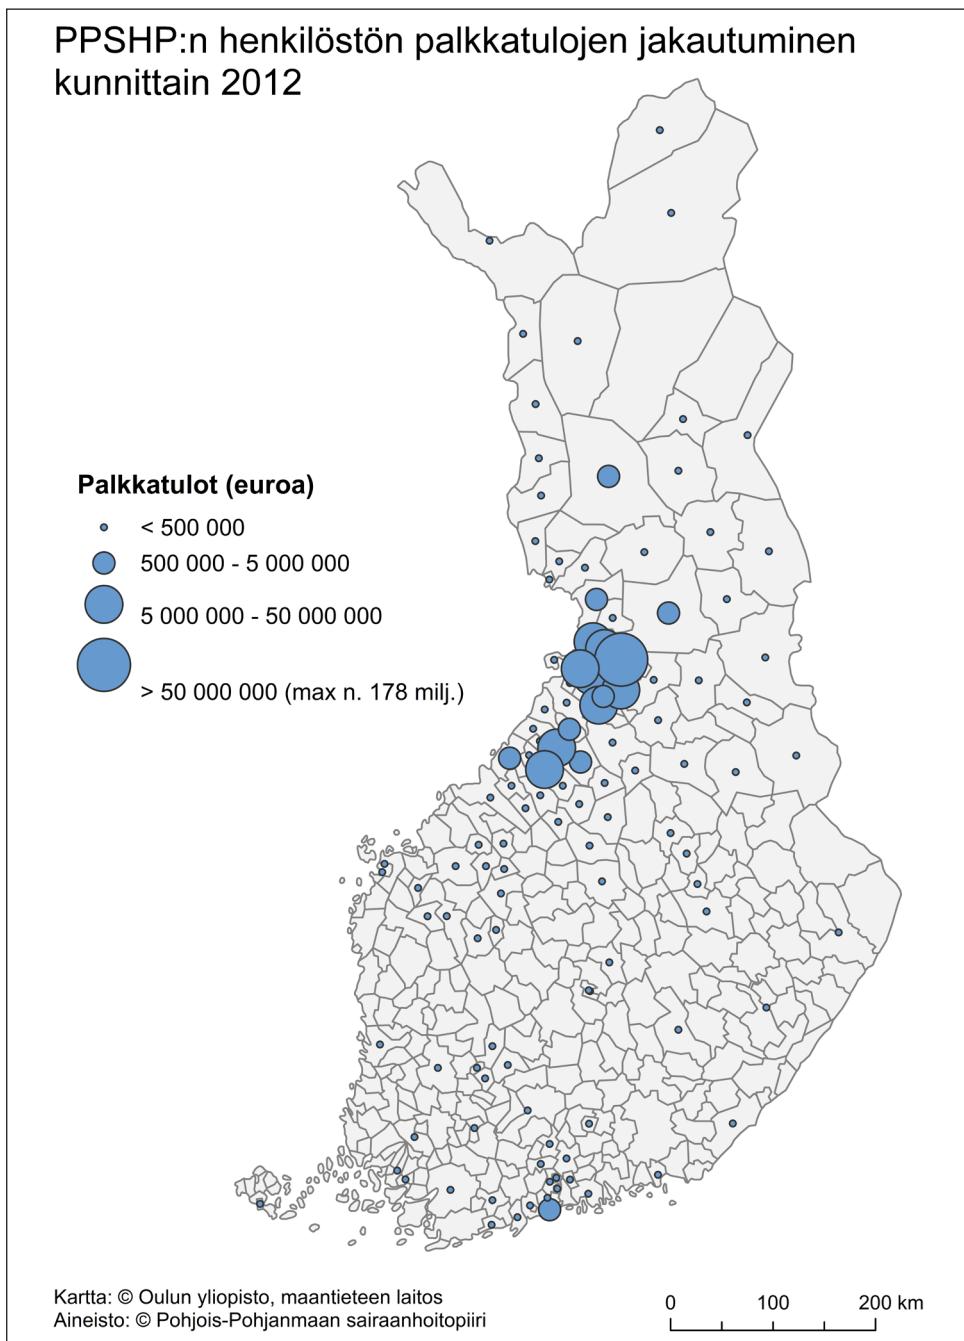 PPSHP:n henkilöstön palkkatulojen jakautuminen
kunnittain 2012
Palkkatulot (euroa)
< 500 000
500 000 - 5 000 000
5 000 000 - 50 000 000
> 50 000 000 (max n. 178 milj.)
Kartta: © Oulun yliopisto, maantieteen laitos
Aineisto: © Pohjois-Pohjanmaan sairaanhoitopiiri
0 100 200 km